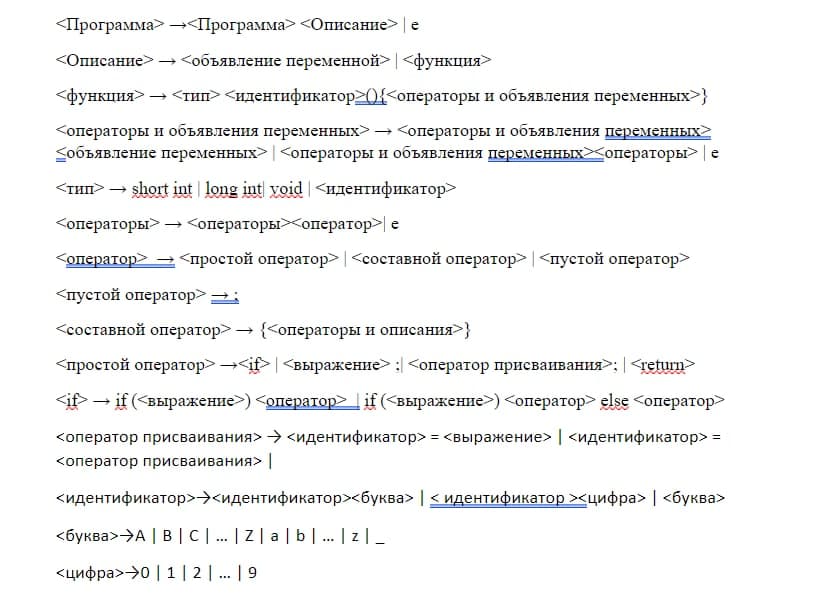 <Программа> →<Программа> <Описание> | e
<Описание> → <объявление переменной> | <функция>
<функция> → <тип> <идентификатор>(){<операторы и объявления переменных>}
<операторы и объявления переменных> → <операторы и объявления переменных>
<объявление переменных> | <операторы и объявления переменных><операторы> | e
<тип> → short int | long int| void | <идентификатор>
<операторы> → <операторы><оператор>| e
<оператор> → <простой оператор> | <составной оператор> | <пустой оператор>
<пустой оператор> → ;
<составной оператор> → {<операторы и описания>}
<простой оператор> →<if> | <выражение> ;| <оператор присваивания>; | <return>
<if> → if (<выражение>) <оператор> | if (<выражение>) <оператор> else <оператор>
<оператор присваивания> → <идентификатор> = <выражение> | <идентификатор> =
<оператор присваивания> |
<идентификатор>→<идентификатор><буква> | < идентификатор ><цифра> | <буква>
<буква>→A | B | C | ... | Z | a | b | ... | z | _
<цифра>→0 | 1 | 2 | ... | 9